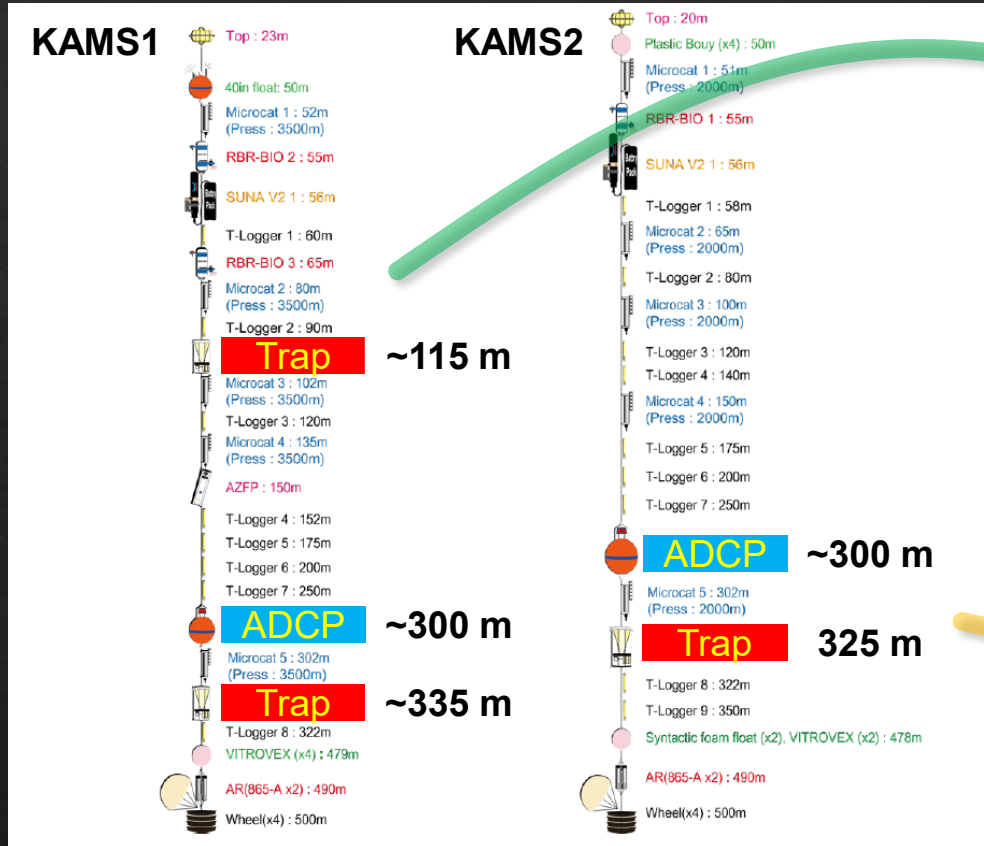 KAMS1
Top : 23m
40in float: 50m
Microcat 1 : 52m
(Press : 3500m)
RBR-BIO 2 : 55m
SUNA V2 1 : 56m
Battery
Pack
T-Logger 1 : 60m
RBR-BIO 3 : 65m
Microcat 2 : 80m
(Press : 3500m)
T-Logger 2 : 90m
Trap ~115 m
Microcat 3 : 102m
(Press : 3500m)
T-Logger 3 : 120m
Microcat 4 : 135m
(Press : 3500m)
AZFP : 150m
T-Logger 4 : 152m
T-Logger 5 : 175m
T-Logger 6 : 200m
T-Logger 7 : 250m
ADCP ~300 m
Microcat 5 : 302m
(Press : 3500m)
Trap ~335 m
T-Logger 8 : 322m
VITROVEX (x4) : 479m
AR(865-A x2) : 490m
Wheel(x4) : 500m
KAMS2
Top : 20m
Plastic Bouy (x4) : 50m
Microcat 1 : 51m
(Press : 2000m)
RBR-BIO 1 : 55m
SUNA V2 1 : 56m
Battery
Pack
T-Logger 1 : 58m
Microcat 2 : 65m
(Press : 2000m)
T-Logger 2 : 80m
Microcat 3 : 100m
(Press : 2000m)
T-Logger 3 : 120m
T-Logger 4 : 140m
Microcat 4 : 150m
(Press : 2000m)
T-Logger 5 : 175m
T-Logger 6 : 200m
T-Logger 7 : 250m
ADCP ~300 m
Microcat 5 : 302m
(Press : 2000m)
Trap 325 m
T-Logger 8 : 322m
T-Logger 9 : 350m
Syntactic foam float (x2), VITROVEX (x2) : 478m
AR(865-A x2) : 490m
Wheel(x4) : 500m